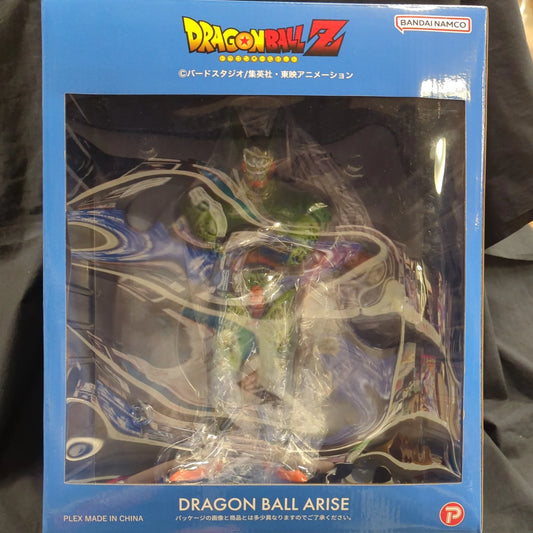 BANDAI NAMCO
DRAGONBALL Z
©バードスタジオ/集英社・東映アニメーション
DRAGON BALL ARISE
PLEX MADE IN CHINA
パッケージの画像と商品とは多少異なりますのでご了承ください。
P